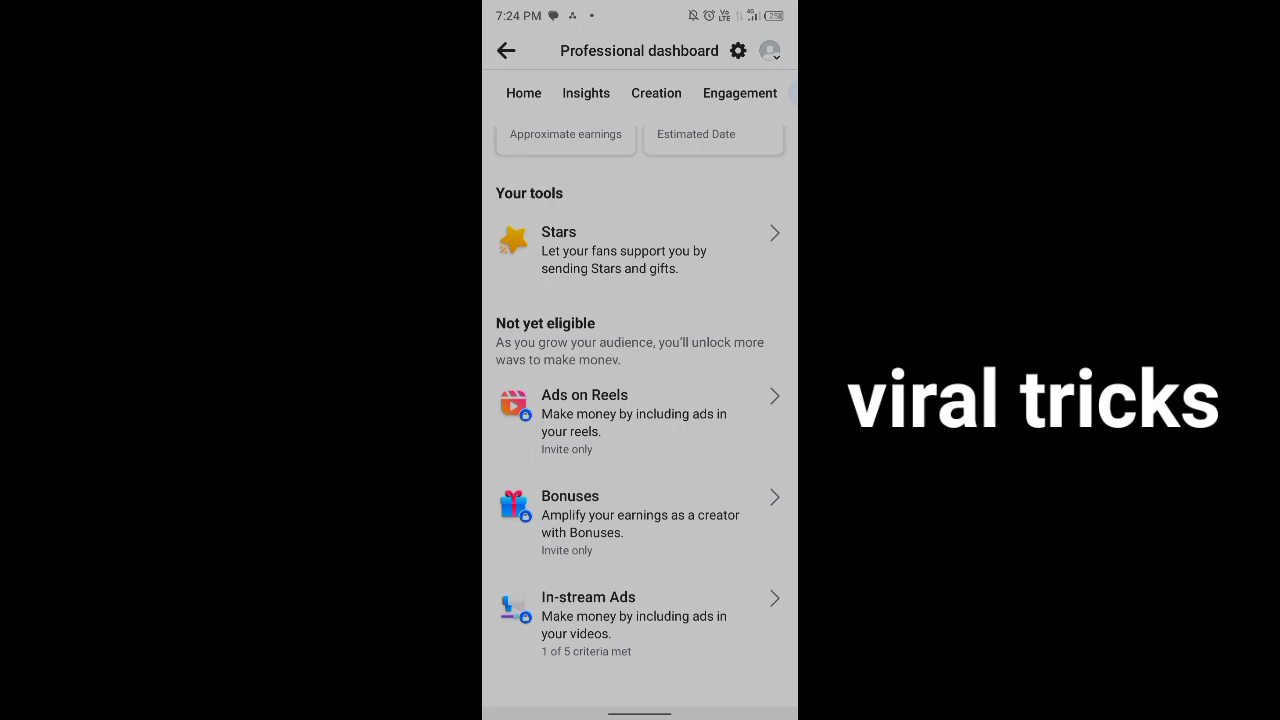 7:24 PM
Vo LTE 4G 25
Professional dashboard
Home Insights Creation Engagement
Approximate earnings Estimated Date
Your tools
Stars
Let your fans support you by
sending Stars and gifts.
Not yet eligible
As you grow your audience, you'll unlock more
ways to make money.
Ads on Reels
Make money by including ads in
your reels.
Invite only
Bonuses
Amplify your earnings as a creator
with Bonuses.
Invite only
In-stream Ads
Make money by including ads in
your videos.
1 of 5 criteria met
viral tricks